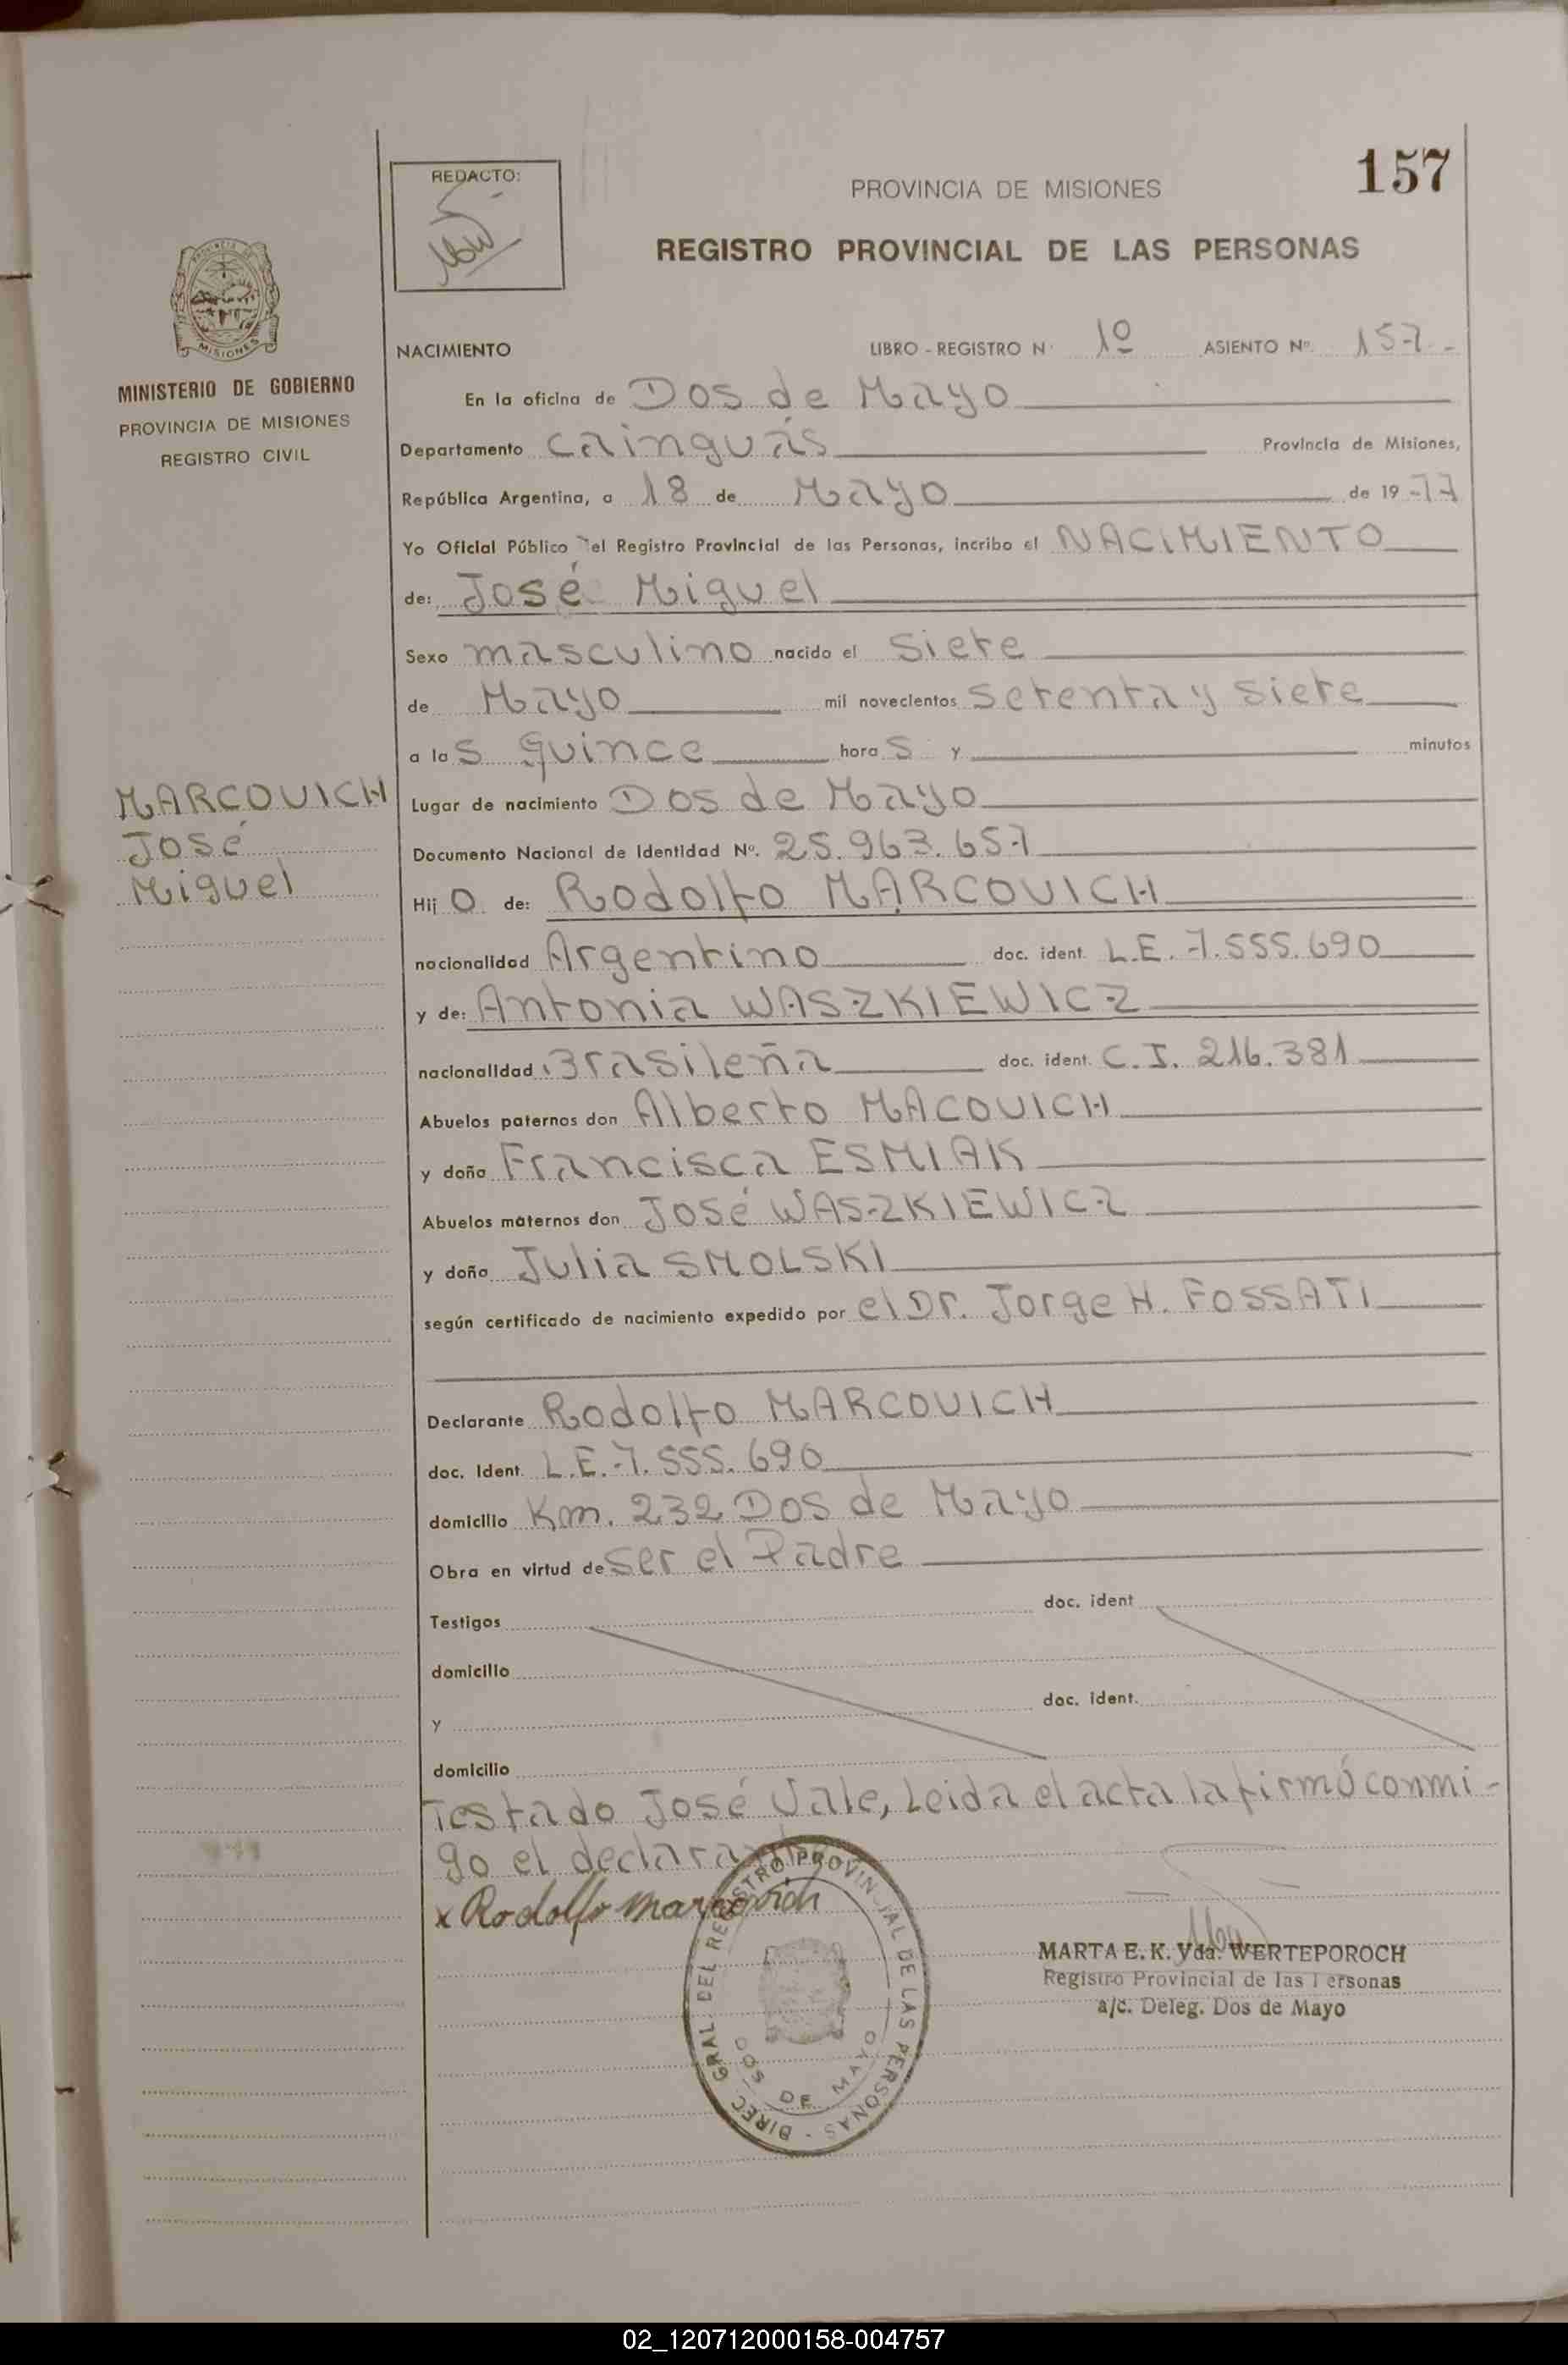 157
REDACTO:
PROVINCIA DE MISIONES
REGISTRO PROVINCIAL DE LAS PERSONAS
MISIONES
MINISTERIO DE GOBIERNO
PROVINCIA DE MISIONES
REGISTRO CIVIL
NACIMIENTO LIBRO - REGISTRO N° 1º ASIENTO Nº 157-
En la oficina de Dos de Mayo
Departamento Cainguás Provincia de Misiones,
República Argentina, a 18 de Mayo de 19-77
Yo Oficial Público del Registro Provincial de las Personas, incribo el NACIMIENTO
de: José Miguel
Sexo masculino nacido el Siete
de Mayo mil novecientos Setenta y Siete
a las quince horas y minutos
MARCOVICH
José
Miguel
Lugar de nacimiento Dos de Mayo
Documento Nacional de Identidad Nº. 25.963.657
Hijo de: Rodolfo MARCOVICH
nacionalidad Argentino doc. ident. L.E. 7.555.690
y de: Antonia WASZKIEWICZ
nacionalidad Brasileña doc. ident. C.I. 216.381
Abuelos paternos don Alberto MACOVICH
y doña Francisca ESMIAK
Abuelos maternos don José WASZKIEWICZ
y doña Julia SMOLSKI
según certificado de nacimiento expedido por el Dr. Jorge H. FOSSATI
Declarante Rodolfo MARCOVICH
doc. Ident. L.E. 7.555.690
domicilio Km. 232 Dos de Mayo
Obra en virtud de ser el Padre
Testigos doc. ident
domicilio
y doc. ident.
domicilio
Testado José Vale, Leida el acta la firmó conmi-
go el declarante
x Rodolfo marcovich
DIREC. GRAL. DEL REGISTRO PROVINCIAL DE LAS PERSONAS -
DOS DE MAYO
MARTA E. K. Vda. WERTEPOROCH
Registro Provincial de las Personas
a/c. Deleg. Dos de Mayo
02_120712000158-004757